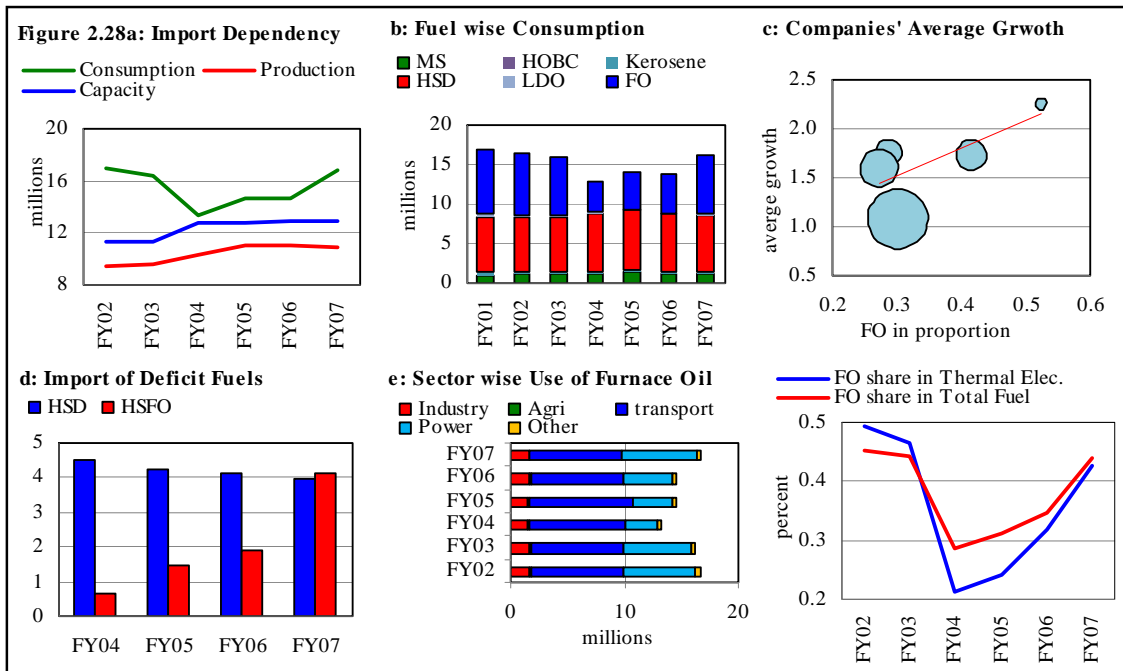 Figure 2.28a: Import Dependency
Consumption Production
Capacity
20
16
12
8
millions
FY02 FY03 FY04 FY05 FY06 FY07
b: Fuel wise Consumption
MS HOBC Kerosene
HSD LDO FO
20
15
10
5
0
millions
FY01 FY02 FY03 FY04 FY05 FY06 FY07
c: Companies' Average Grwoth
2.5
2.0
1.5
1.0
0.5
averge growth
0.2 0.3 0.4 0.5 0.6
FO in proportion
d: Import of Deficit Fuels
HSD HSFO
5
4
3
2
1
0
FY04 FY05 FY06 FY07
e: Sector wise Use of Furnace Oil
Industry Agri transport
Power Other
FY07
FY06
FY05
FY04
FY03
FY02
0 10 20
millions
FO share in Thermal Elec.
FO share in Total Fuel
0.5
0.4
0.3
0.2
percent
FY02 FY03 FY04 FY05 FY06 FY07